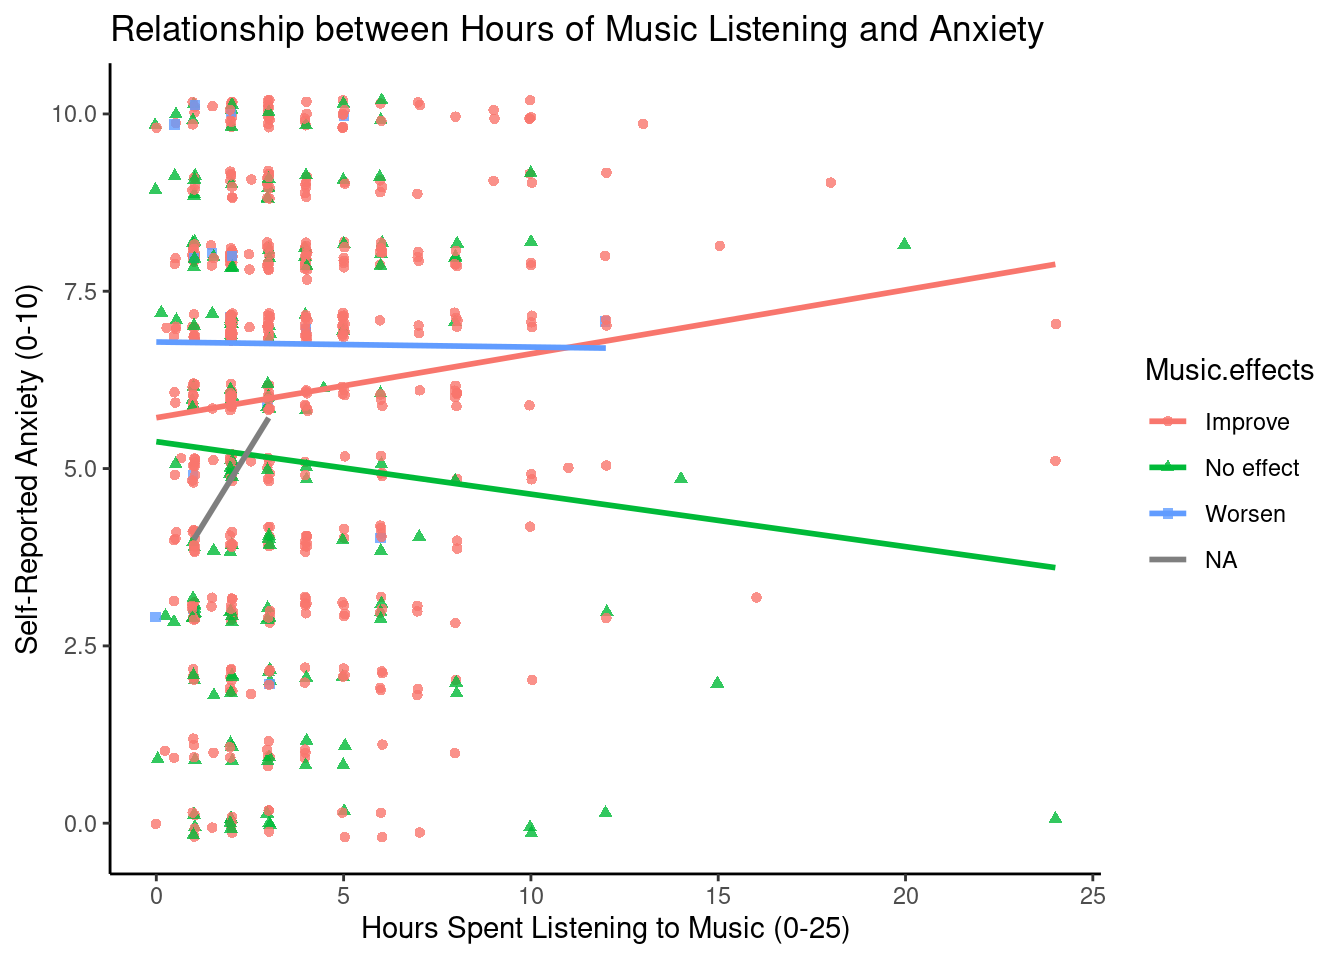 Relationship between Hours of Music Listening and Anxiety
10.0
7.5
5.0
2.5
0.0
Self-Reported Anxiety (0-10)
0 5 10 15 20 25
Hours Spent Listening to Music (0-25)
Music.effects
Improve
No effect
Worsen
NA